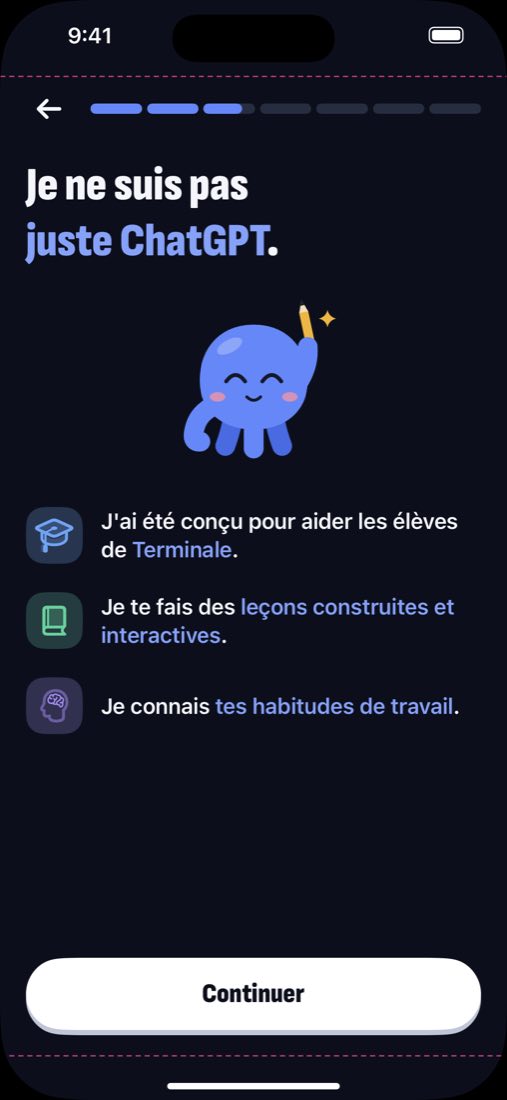 9:41
Je ne suis pas
juste ChatGPT.
J'ai été conçu pour aider les élèves
de Terminale.
Je te fais des leçons construites et
interactives.
Je connais tes habitudes de travail.
Continuer